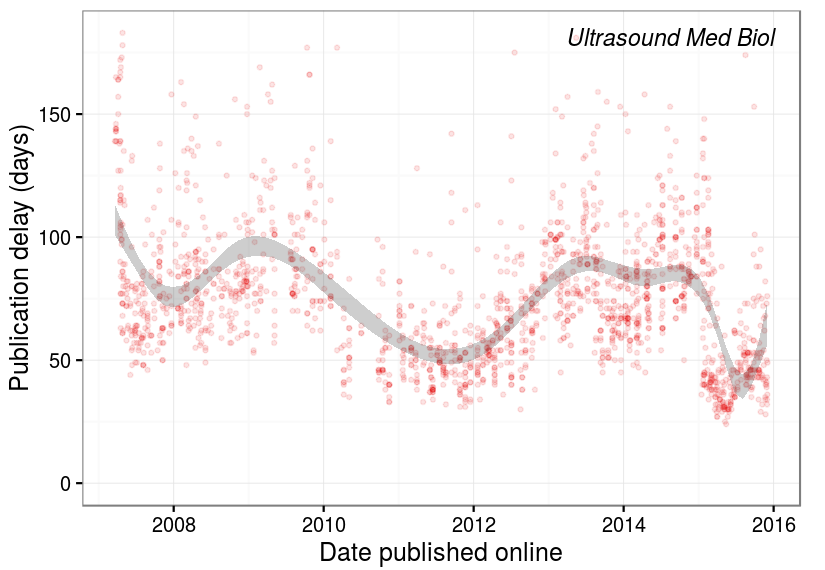 Ultrasound Med Biol
Publication delay (days)
150
100
50
0
2008 2010 2012 2014 2016
Date published online